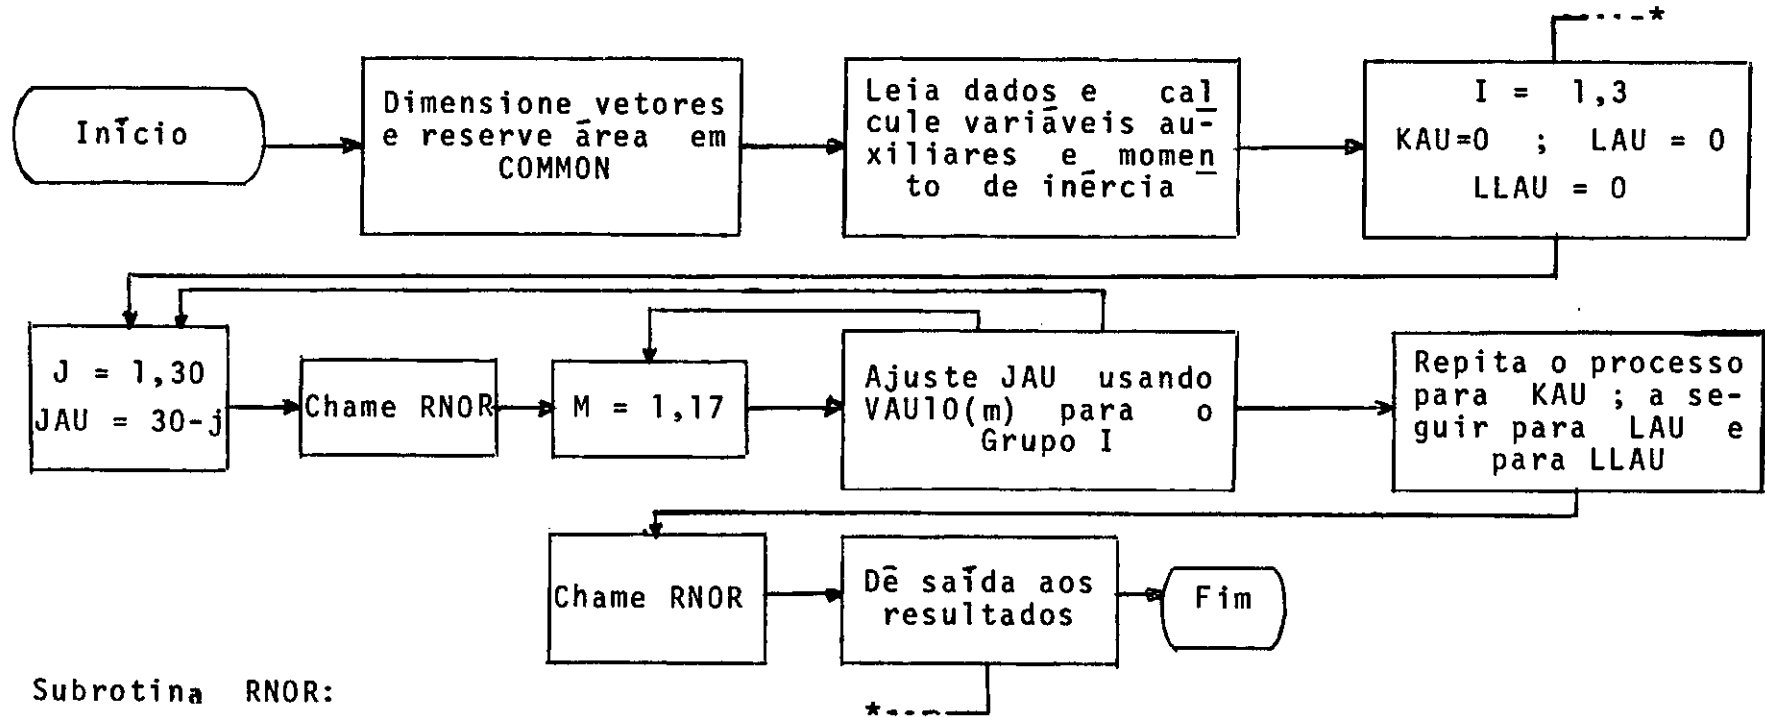 *
Início
Dimensione vetores
e reserve área em
COMMON
Leia dados e cal
cule variáveis au-
xiliares e momen
to de inércia
I = 1,3
KAU=0 ; LAU = 0
LLAU = 0
J = 1,30
JAU = 30-j
Chame RNOR
M = 1,17
Ajuste JAU usando
VAU10(m) para o
Grupo I
Repita o processo
para KAU ; a se-
guir para LAU e
para LLAU
Chame RNOR
Dê saída aos
resultados
Fim
Subrotina RNOR:
*